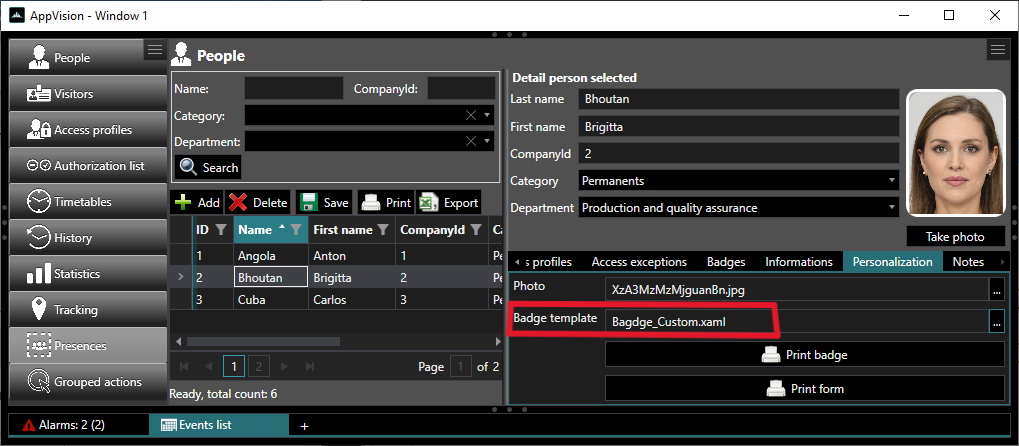 AppVision - Window 1
People
Visitors
Access profiles
Authorization list
Timetables
History
Statistics
Tracking
Presences
Grouped actions
People
Name:
CompanyId:
Category:
Department:
Search
Add Delete Save Print Export
ID Name First name CompanyId Ca
1 Angola Anton 1 Pe
2 Bhoutan Brigitta 2 Pe
3 Cuba Carlos 3 Pe
1 2 Page 1 of 2
Ready, total count: 6
Detail person selected
Last name Bhoutan
First name Brigitta
CompanyId 2
Category Permanents
Department Production and quality assurance
Take photo
s profiles Access exceptions Badges Informations Personalization Notes
Photo XzA3MzMzMjguanBn.jpg ...
Badge template Bagdge_Custom.xaml ...
Print badge
Print form
Alarms: 2 (2) Events list +